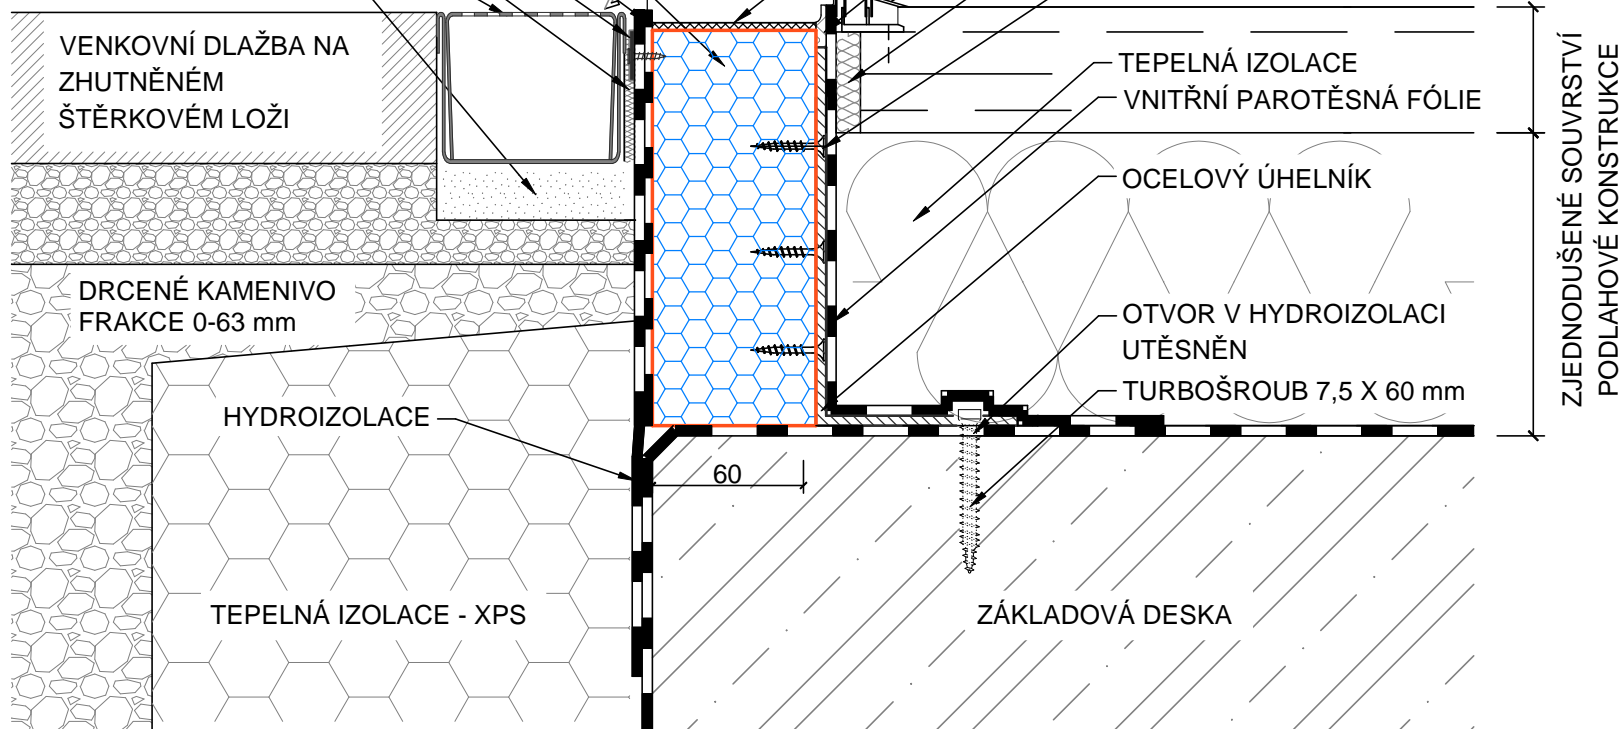 VENKOVNÍ DLAŽBA NA
ZHUTNĚNÉM
ŠTĚRKOVÉM LOŽI
DRCENÉ KAMENIVO
FRAKCE 0-63 mm
HYDROIZOLACE
TEPELNÁ IZOLACE - XPS
60
TEPELNÁ IZOLACE
VNITŘNÍ PAROTĚSNÁ FÓLIE
OCELOVÝ ÚHELNÍK
OTVOR V HYDROIZOLACI
UTĚSNĚN
TURBOŠROUB 7,5 X 60 mm
ZÁKLADOVÁ DESKA
ZJEDNODUŠENÉ SOUVRSTVÍ
PODLAHOVÉ KONSTRUKCE